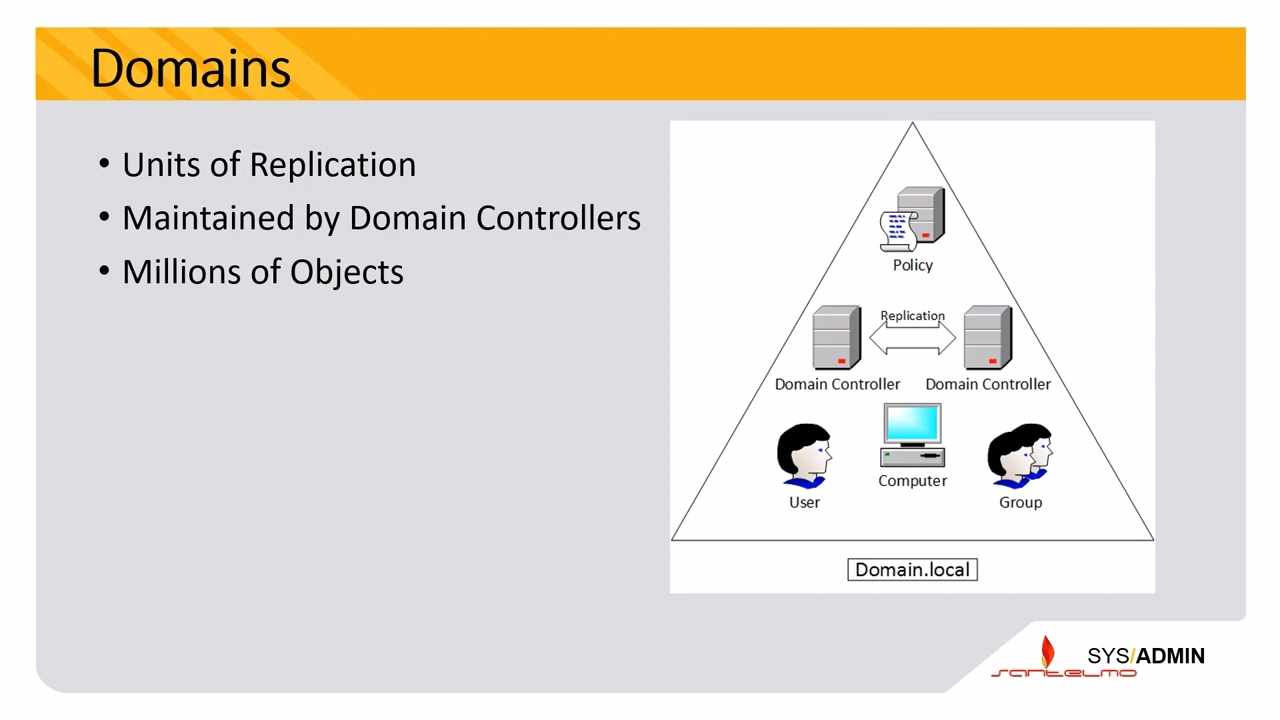 Domains
• Units of Replication
• Maintained by Domain Controllers
• Millions of Objects
Policy
Replication
Domain Controller
Domain Controller
User
Computer
Group
Domain.local
SYS/ADMIN
santelmo